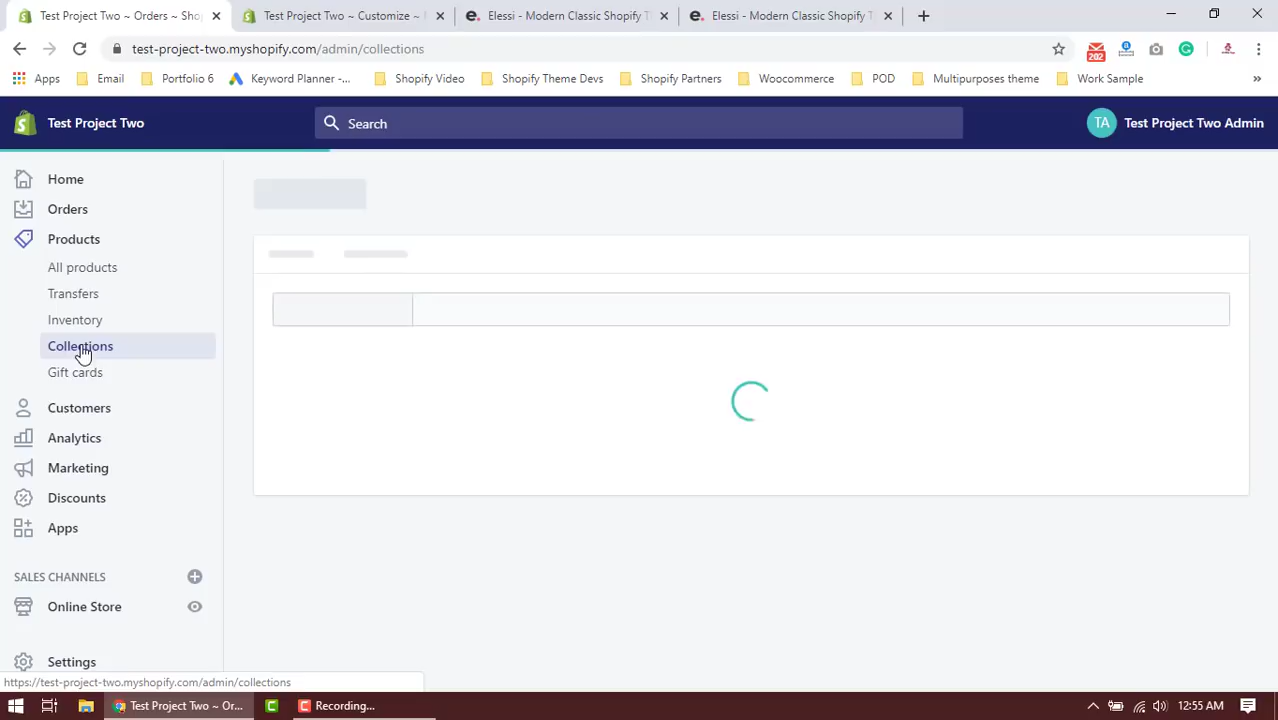 Test Project Two ~ Orders ~ Sho
Test Project Two ~ Customize ~
Elessi - Modern Classic Shopify T
Elessi - Modern Classic Shopify T
test-project-two.myshopify.com/admin/collections
202
Apps
Email
Portfolio 6
Keyword Planner -...
Shopify Video
Shopify Theme Devs
Shopify Partners
Woocommerce
POD
Multipurposes theme
Work Sample
»
Test Project Two
Search
TA
Test Project Two Admin
Home
Orders
Products
All products
Transfers
Inventory
Collections
Gift cards
Customers
Analytics
Marketing
Discounts
Apps
SALES CHANNELS
Online Store
Settings
https://test-project-two.myshopify.com/admin/collections
Test Project Two ~ Or...
Recording...
12:55 AM